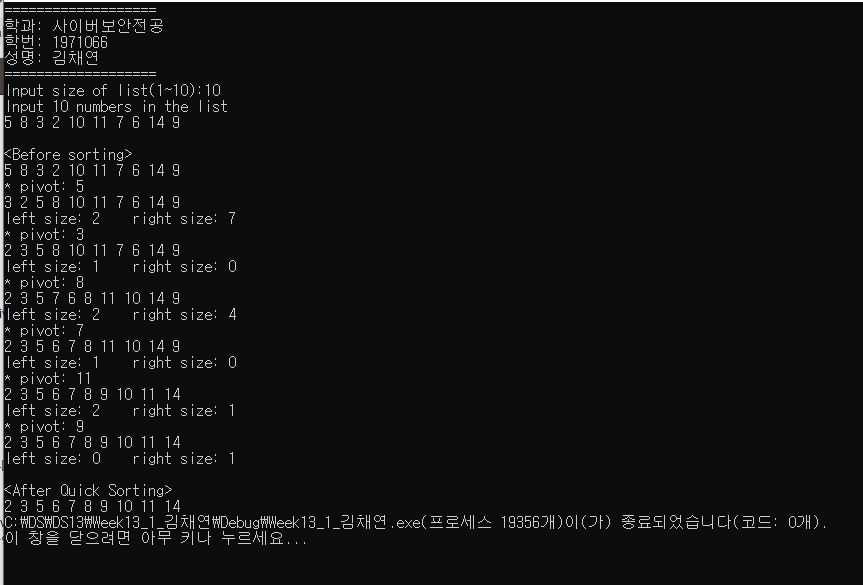 ===================
학과: 사이버보안전공
학번: 1971066
성명: 김채연
===================
Input size of list(1~10):10
Input 10 numbers in the list
5 8 3 2 10 11 7 6 14 9
<Before sorting>
5 8 3 2 10 11 7 6 14 9
* pivot: 5
3 2 5 8 10 11 7 6 14 9
left size: 2    right size: 7
* pivot: 3
2 3 5 8 10 11 7 6 14 9
left size: 1    right size: 0
* pivot: 8
2 3 5 7 6 8 11 10 14 9
left size: 2    right size: 4
* pivot: 7
2 3 5 6 7 8 11 10 14 9
left size: 1    right size: 0
* pivot: 11
2 3 5 6 7 8 9 10 11 14
left size: 2    right size: 1
* pivot: 9
2 3 5 6 7 8 9 10 11 14
left size: 0    right size: 1
<After Quick Sorting>
2 3 5 6 7 8 9 10 11 14
C:₩DS₩DS13₩Week13_1_김채연₩Debug₩Week13_1_김채연.exe(프로세스 19356개)이(가) 종료되었습니다(코드: 0개).
이 창을 닫으려면 아무 키나 누르세요...